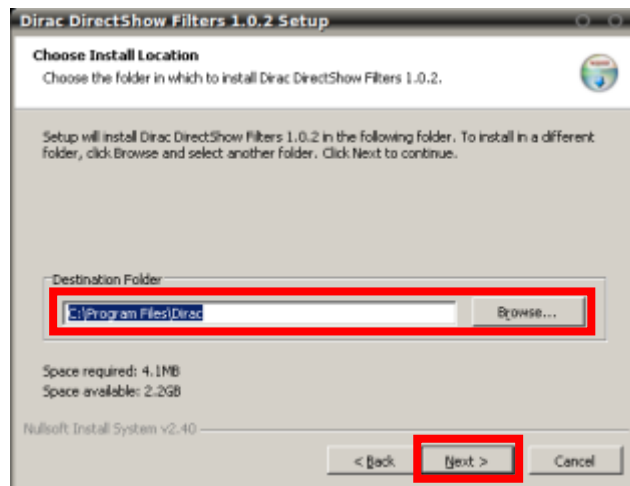 Dirac DirectShow Filters 1.0.2 Setup
Choose Install Location
Choose the folder in which to install Dirac DirectShow Filters 1.0.2.
Setup will install Dirac DirectShow Filters 1.0.2 in the following folder. To install in a different
folder, click Browse and select another folder. Click Next to continue.
Destination Folder
C:\Program Files\Dirac
Browse...
Space required: 4.1MB
Space available: 2.2GB
Nullsoft Install System v2.40
< Back
Next >
Cancel